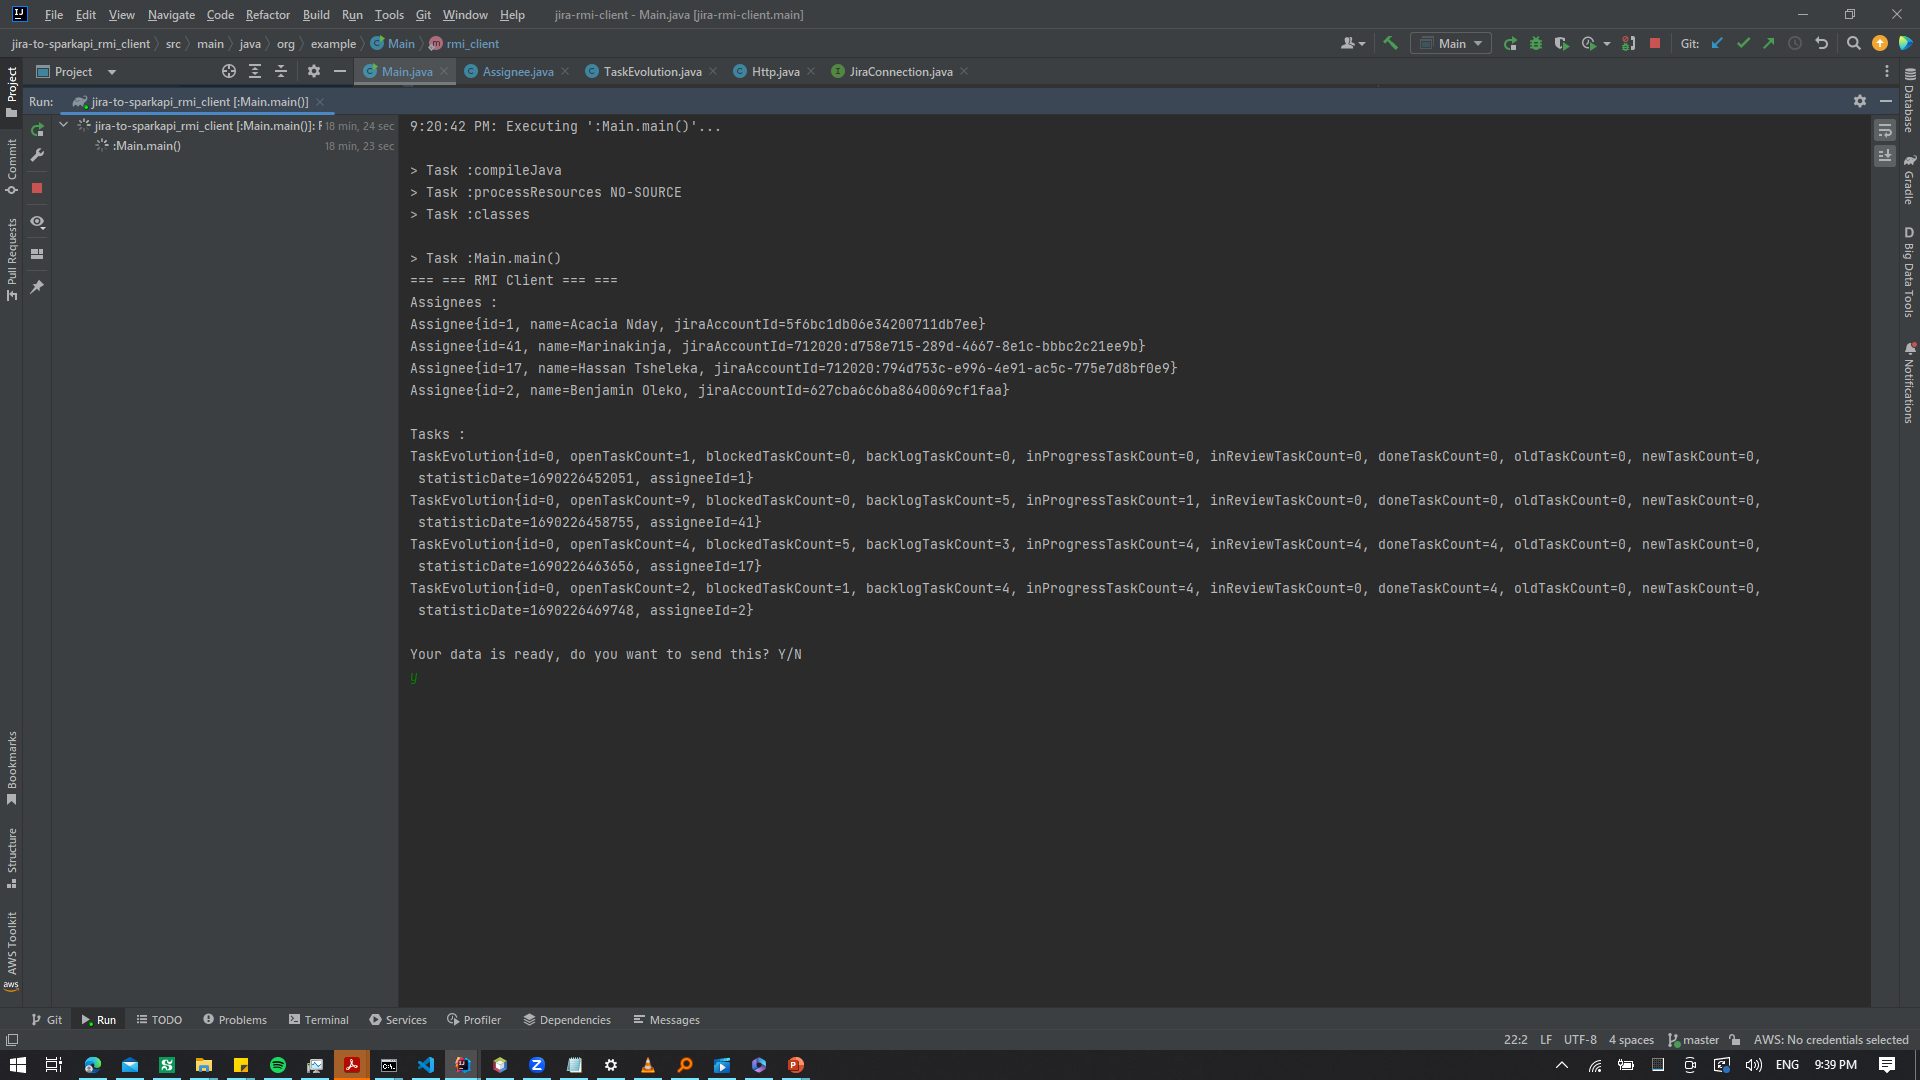 File Edit View Navigate Code Refactor Build Run Tools Git Window Help jira-rmi-client - Main.java [jira-rmi-client.main]
jira-to-sparkapi_rmi_client src main java org example Main rmi_client Main Git:
Project Main.java Assignee.java TaskEvolution.java Http.java JiraConnection.java
Run: jira-to-sparkapi_rmi_client [:Main.main()]
jira-to-sparkapi_rmi_client [:Main.main()]: F 18 min, 24 sec
:Main.main() 18 min, 23 sec
9:20:42 PM: Executing ':Main.main()'...
> Task :compileJava
> Task :processResources NO-SOURCE
> Task :classes
> Task :Main.main()
=== === RMI Client === ===
Assignees :
Assignee{id=1, name=Acacia Nday, jiraAccountId=5f6bc1db06e34200711db7ee}
Assignee{id=41, name=Marinakinja, jiraAccountId=712020:d758e715-289d-4667-8e1c-bbbc2c21ee9b}
Assignee{id=17, name=Hassan Tsheleka, jiraAccountId=712020:794d753c-e996-4e91-ac5c-775e7d8bf0e9}
Assignee{id=2, name=Benjamin Oleko, jiraAccountId=627cba6c6ba8640069cf1faa}
Tasks :
TaskEvolution{id=0, openTaskCount=1, blockedTaskCount=0, backlogTaskCount=0, inProgressTaskCount=0, inReviewTaskCount=0, doneTaskCount=0, oldTaskCount=0, newTaskCount=0,
statisticDate=1690226452051, assigneeId=1}
TaskEvolution{id=0, openTaskCount=9, blockedTaskCount=0, backlogTaskCount=5, inProgressTaskCount=1, inReviewTaskCount=0, doneTaskCount=0, oldTaskCount=0, newTaskCount=0,
statisticDate=1690226458755, assigneeId=41}
TaskEvolution{id=0, openTaskCount=4, blockedTaskCount=5, backlogTaskCount=3, inProgressTaskCount=4, inReviewTaskCount=4, doneTaskCount=4, oldTaskCount=0, newTaskCount=0,
statisticDate=1690226463656, assigneeId=17}
TaskEvolution{id=0, openTaskCount=2, blockedTaskCount=1, backlogTaskCount=4, inProgressTaskCount=4, inReviewTaskCount=0, doneTaskCount=4, oldTaskCount=0, newTaskCount=0,
statisticDate=1690226469748, assigneeId=2}
Your data is ready, do you want to send this? Y/N
y
Project
Commit
Pull Requests
Bookmarks
Structure
AWS Toolkit
aws
Database
Gradle
D Big Data Tools
Notifications
Git Run TODO Problems Terminal Services Profiler Dependencies Messages
22:2 LF UTF-8 4 spaces master AWS: No credentials selected
ENG 9:39 PM